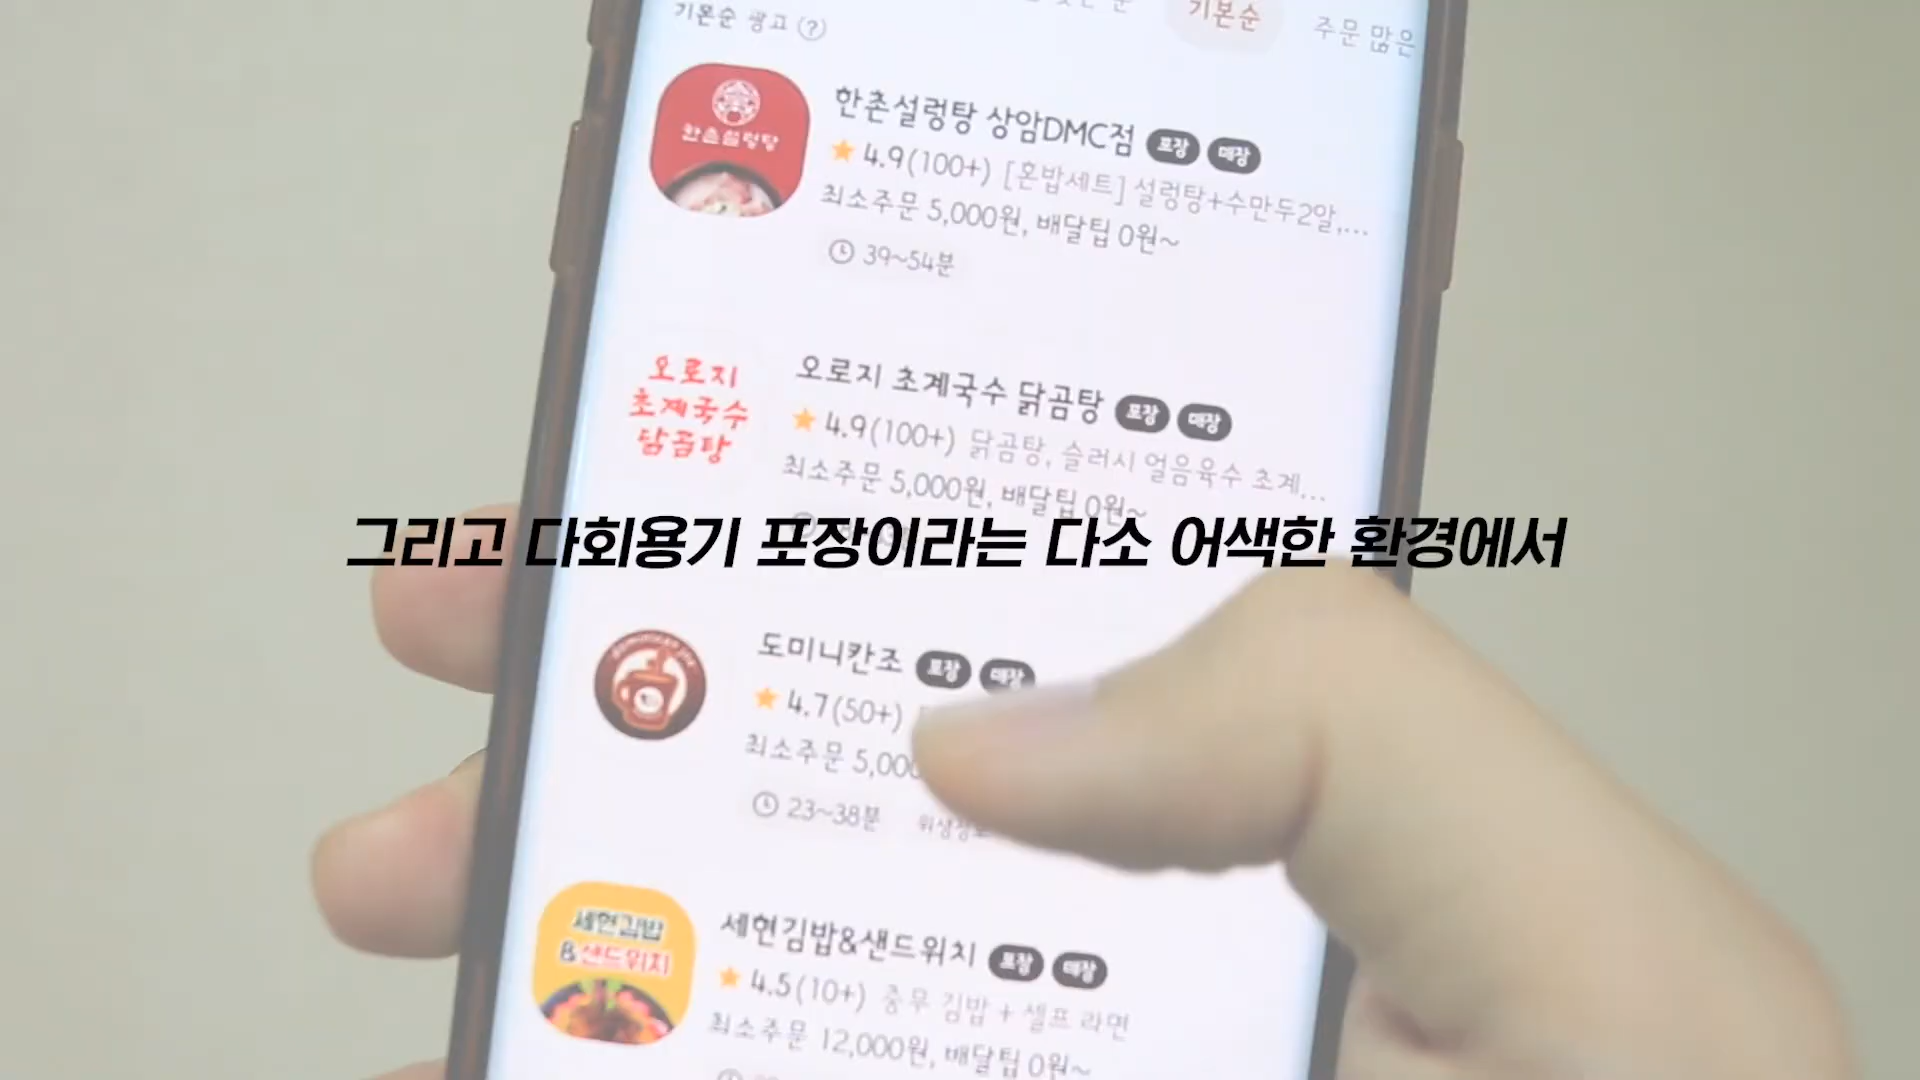 기본순
주문 많은
기본순 광고 ?
한촌설렁탕
한촌설렁탕 상암DMC점 포장 매장
4.9(100+) [혼밥세트] 설렁탕+수만두2알,...
최소주문 5,000원, 배달팁 0원~
39~54분
오로지
초계국수
닭곰탕
오로지 초계국수 닭곰탕 포장 매장
4.9(100+) 닭곰탕, 슬러시 얼음육수 초계,...
최소주문 5,000원, 배달팁 0원~
그리고 다회용기 포장이라는 다소 어색한 환경에서
도미니칸조 포장 매장
4.7(50+)
최소주문 5,000
23~38분
세현김밥
&샌드위치
세현김밥&샌드위치 포장 매장
4.5(10+) 충무 김밥 + 셀프 라면
최소주문 12,000원, 배달팁 0원~